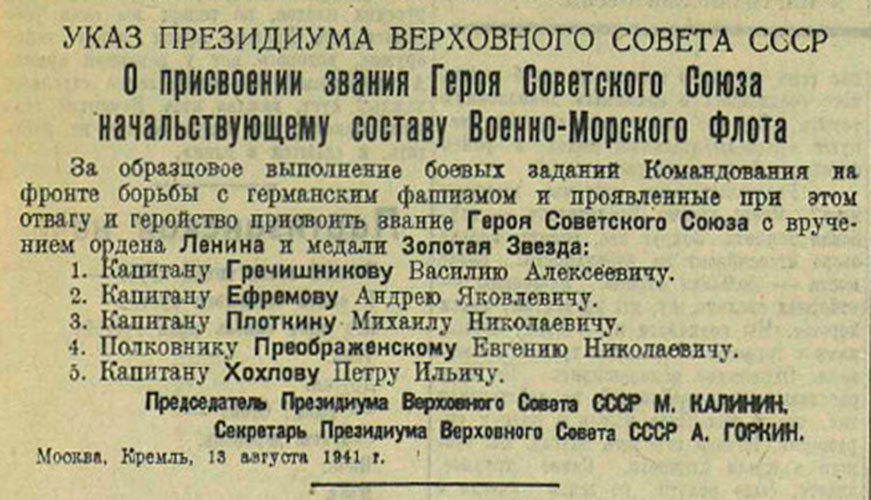 УКАЗ ПРЕЗИДИУМА ВЕРХОВНОГО СОВЕТА СССР
О присвоении звания Героя Советского Союза
начальствующему составу Военно-Морского Флота
За образцовое выполнение боевых заданий Командования на
фронте борьбы с германским фашизмом и проявленные при этом
отвагу и геройство присвоить звание Героя Советского Союза с вруче-
нием ордена Ленина и медали Золотая Звезда:
1. Капитану Гречишникову Василию Алексеевичу.
2. Капитану Ефремову Андрею Яковлевичу.
3. Капитану Плоткину Михаилу Николаевичу.
4. Полковнику Преображенскому Евгению Николаевичу.
5. Капитану Хохлову Петру Ильичу.
Председатель Президиума Верховного Совета СССР М. КАЛИНИН.
Секретарь Президиума Верховного Совета СССР А. ГОРКИН.
Москва, Кремль, 13 августа 1941 г.